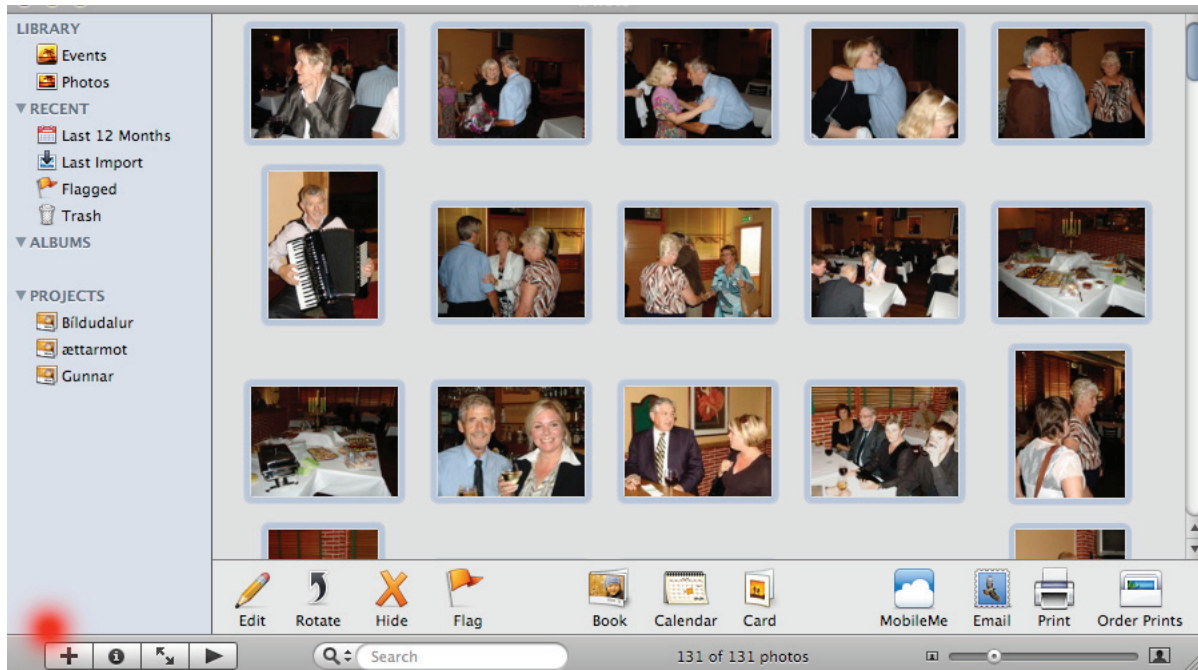 LIBRARY
Events
Photos
RECENT
Last 12 Months
Last Import
Flagged
Trash
ALBUMS
PROJECTS
Bíldudalur
ættarmot
Gunnar
Edit Rotate Hide Flag Book Calendar Card MobileMe Email Print Order Prints
Search 131 of 131 photos